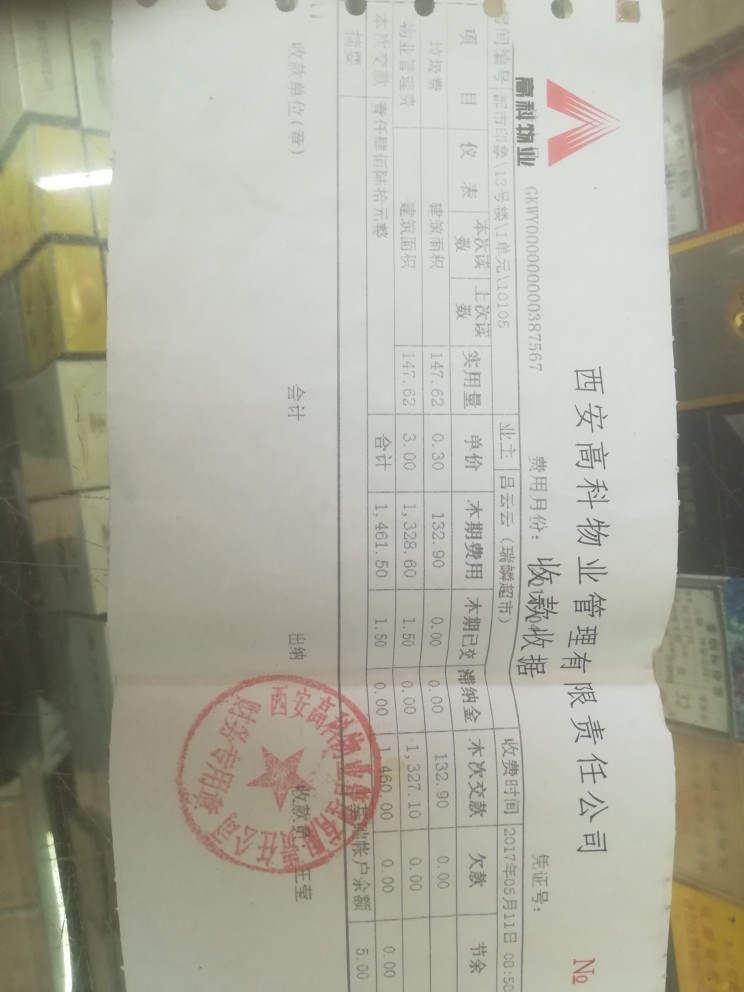 西安高科物业管理有限责任公司
№
高科物业
收款收据
GKWY00000000000387567 费用月份: 凭证号:
房间编号 都市印象\13号楼\1单元\10105 业主 吕云云（瑞鳞超市） 收费时间 2017年05月11日 08:58
项目 仪表 本次读数 上次读数 实用量 单价 本期费用 本期已交 滞纳金 本次交款 欠款 节余
垃圾费 建筑面积 147.62 0.30 132.90 0.00 0.00 132.90 0.00
物业管理费 建筑面积 147.62 3.00 1,328.60 1.50 0.00 1,327.10 0.00
本次交款 壹仟肆佰陆拾元整 合计 1,461.50 1.50 0.00 1,460.00 0.00 0.00
摘要 帐户余额 5.00
收款单位(章) 会计 出纳 收款员: 王莹
西安高科物业管理有限责任公司
财务专用章